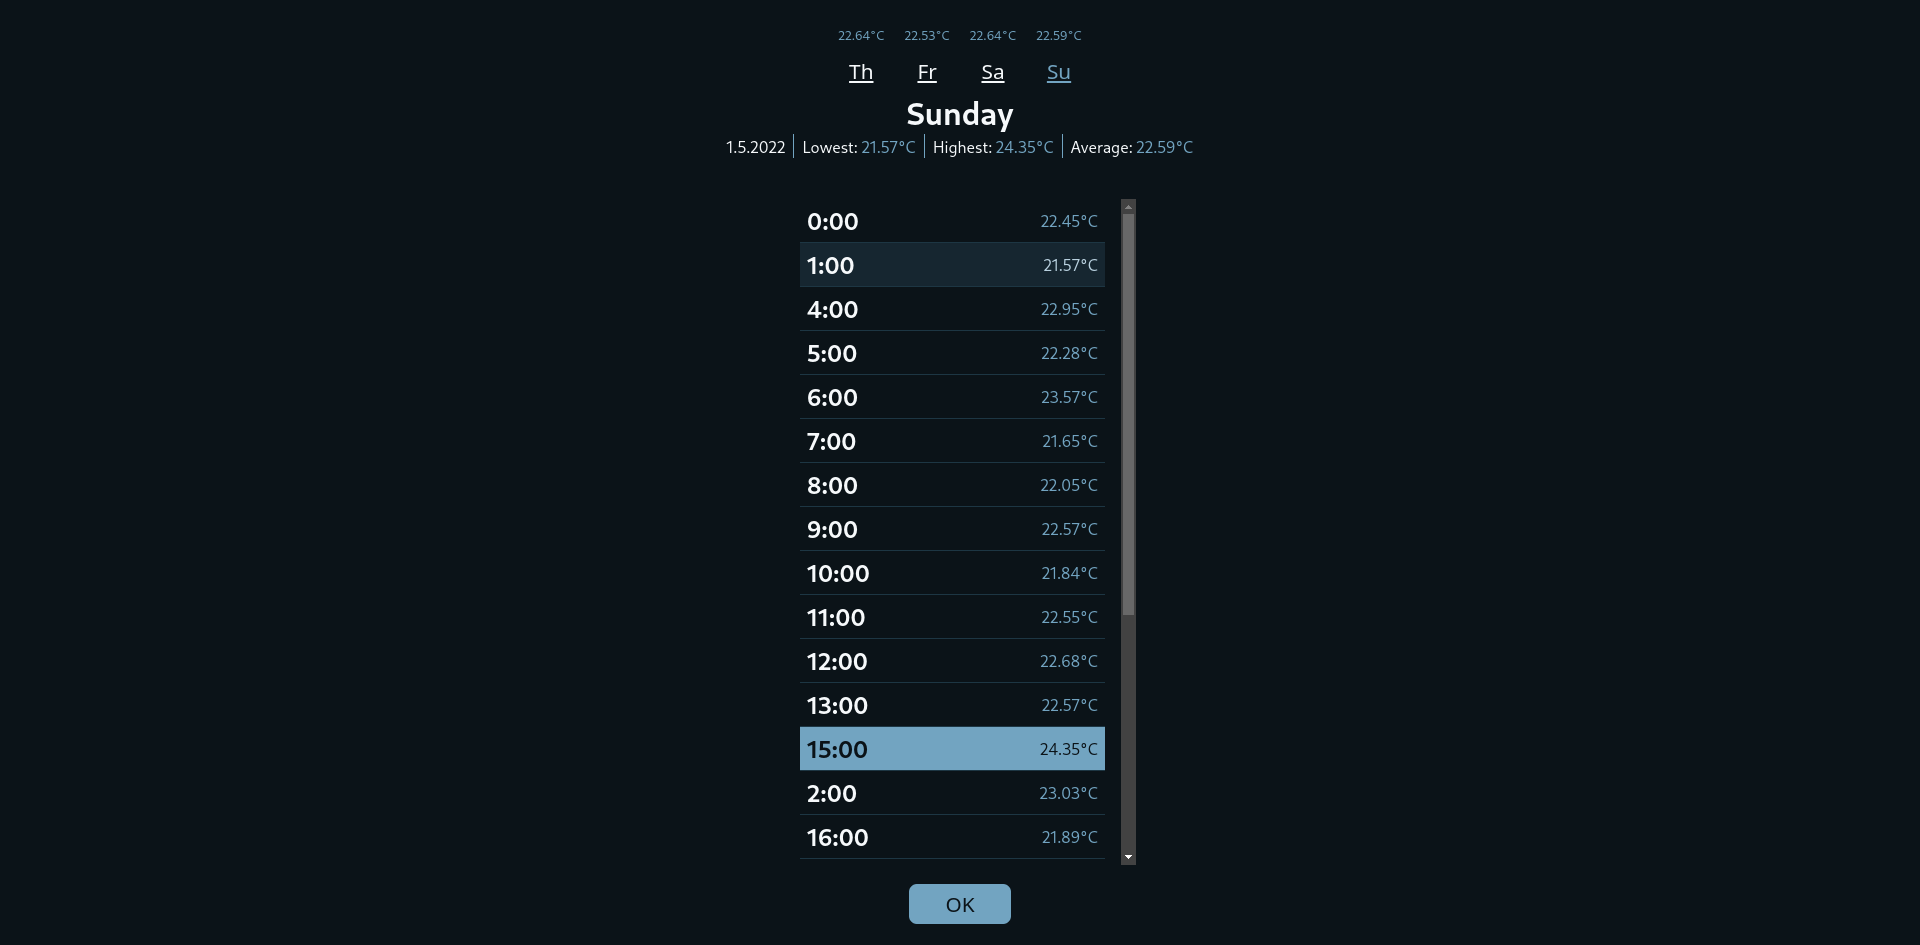 22.64°C 22.53°C 22.64°C 22.59°C
Th Fr Sa Su
Sunday
1.5.2022 Lowest: 21.57°C Highest: 24.35°C Average: 22.59°C
0:00 22.45°C
1:00 21.57°C
4:00 22.95°C
5:00 22.28°C
6:00 23.57°C
7:00 21.65°C
8:00 22.05°C
9:00 22.57°C
10:00 21.84°C
11:00 22.55°C
12:00 22.68°C
13:00 22.57°C
15:00 24.35°C
2:00 23.03°C
16:00 21.89°C
OK